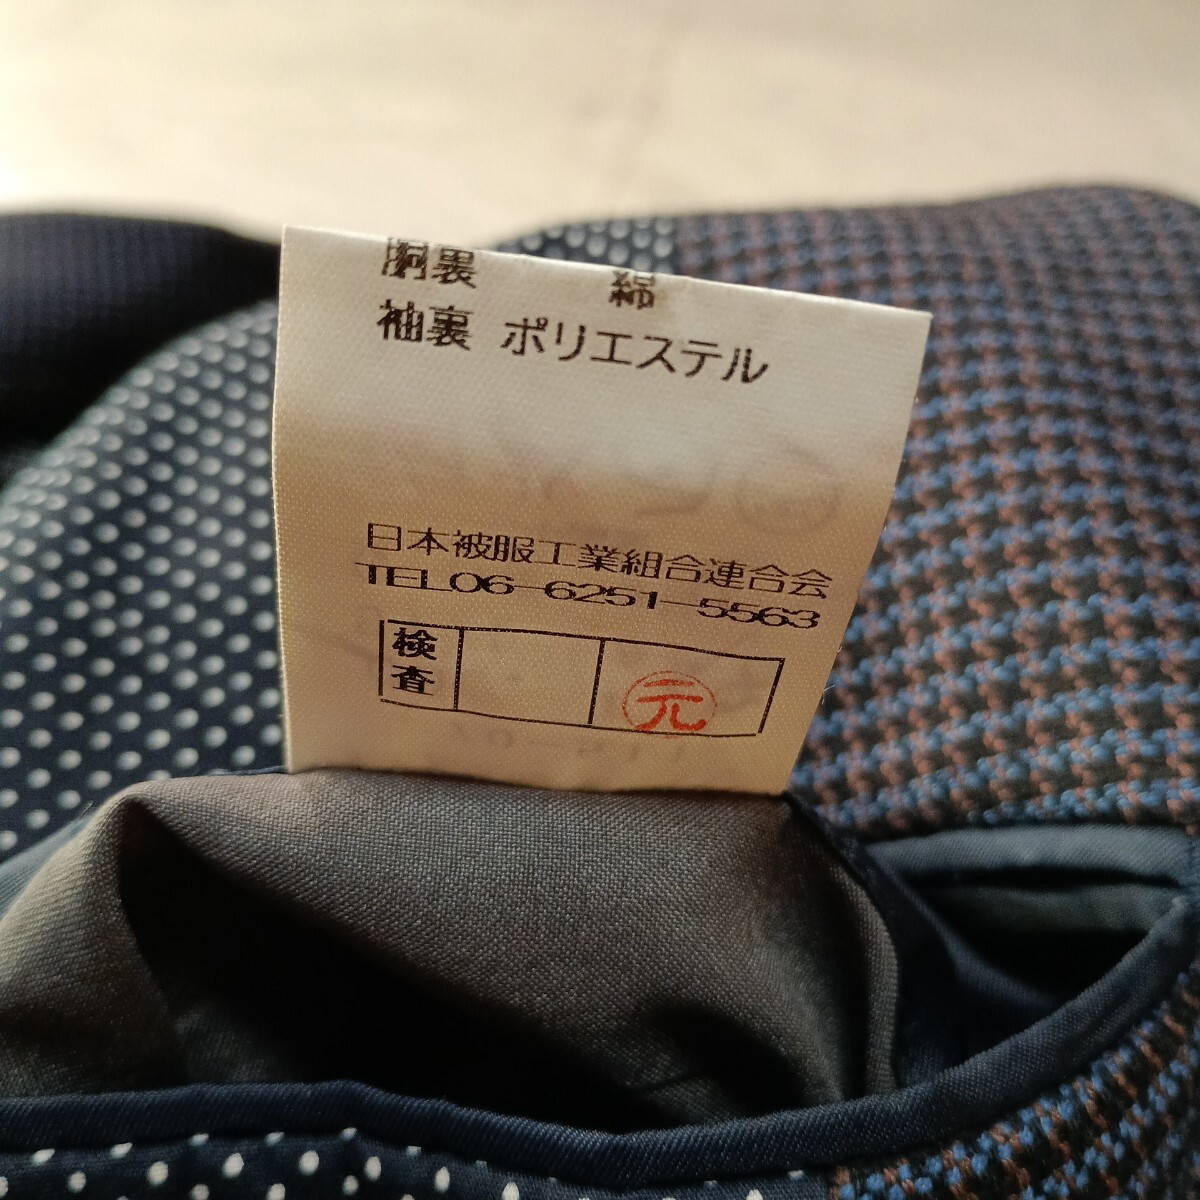 胴裏 綿
袖裏 ポリエステル
日本被服工業組合連合会
TEL06-6251-5563
検査
元